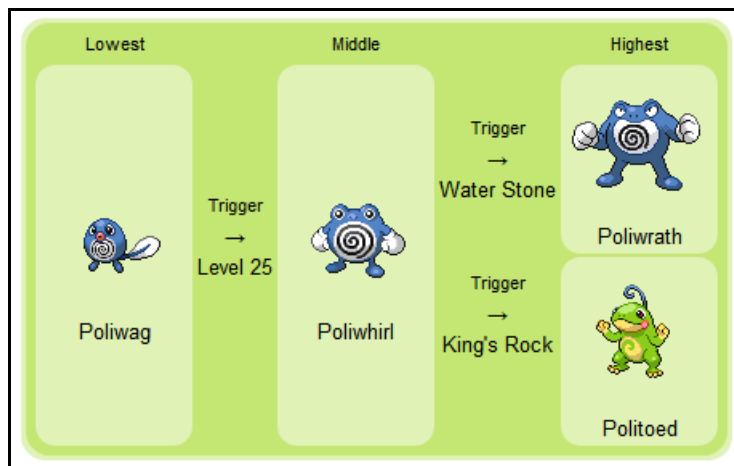 Lowest
Middle
Highest
Poliwag
Trigger
→
Level 25
Poliwhirl
Trigger
→
Water Stone
Poliwrath
Trigger
→
King's Rock
Politoed